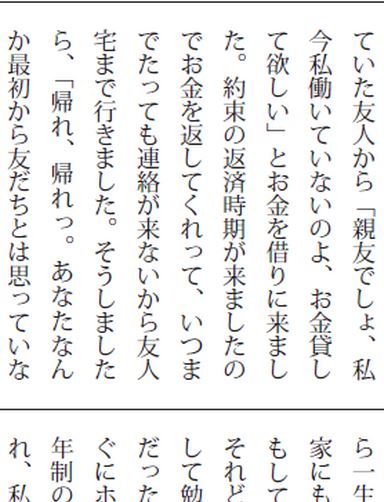 ていた友人から「親友でしょ、私
今私働いていないのよ、お金貸し
て欲しい」とお金を借りに来まし
た。約束の返済時期が来ましたの
でお金を返してくれって、いつま
でたっても連絡が来ないから友人
宅まで行きました。そうしました
ら、「帰れ、帰れっ。あなたなん
か最初から友だちとは思っていな
ら一生
家にも
もして
それど
して勉
だった
ぐにホ
年制の
れ、私